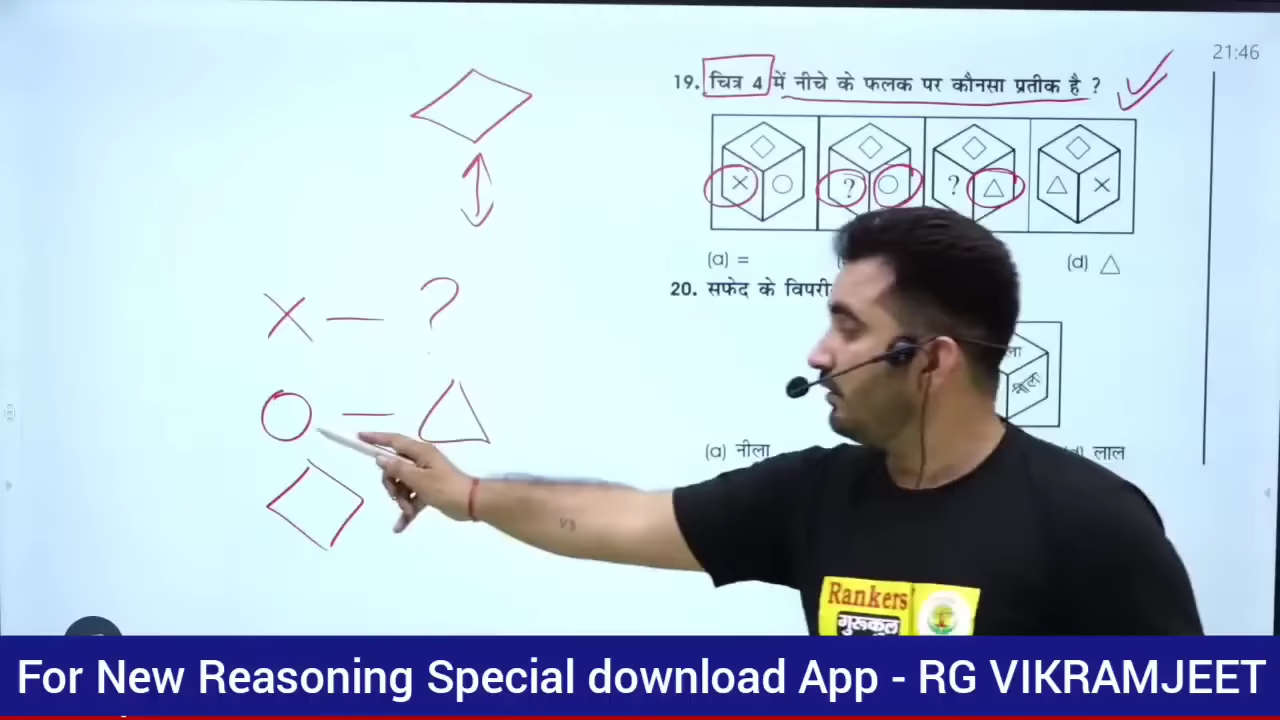 21:46
19. चित्र 4 में नीचे के फलक पर कौनसा प्रतीक है ?
× ○ ? ○ ? △ △ ×
(a) = (d) △
20. सफेद के विपरी
(a) नीला लाल
× — ?
○ — △
Rankers
गुरूकुल
For New Reasoning Special download App - RG VIKRAMJEET